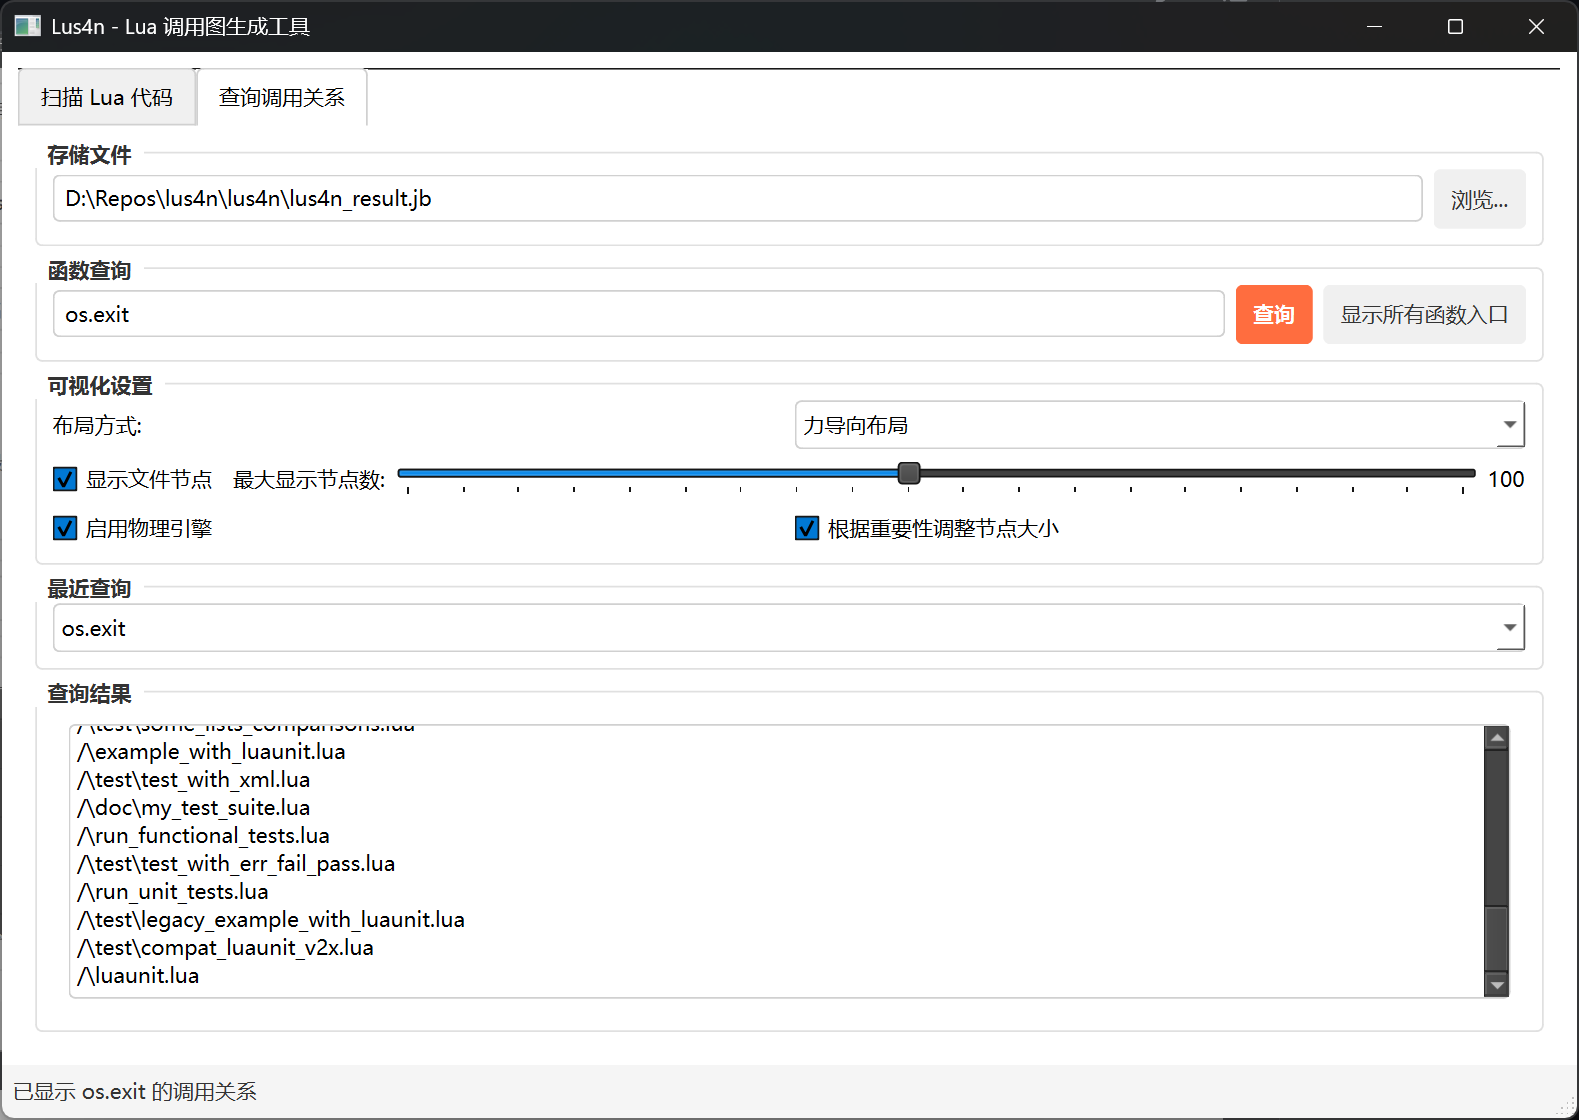 Lus4n - Lua 调用图生成工具
扫描 Lua 代码
查询调用关系
存储文件
D:\Repos\lus4n\lus4n\lus4n_result.jb
浏览...
函数查询
os.exit
查询
显示所有函数入口
可视化设置
布局方式:
力导向布局
显示文件节点
最大显示节点数:
100
启用物理引擎
根据重要性调整节点大小
最近查询
os.exit
查询结果
/\test\some_lists_comparisons.lua
/\example_with_luaunit.lua
/\test\test_with_xml.lua
/\doc\my_test_suite.lua
/\run_functional_tests.lua
/\test\test_with_err_fail_pass.lua
/\run_unit_tests.lua
/\test\legacy_example_with_luaunit.lua
/\test\compat_luaunit_v2x.lua
/\luaunit.lua
已显示 os.exit 的调用关系